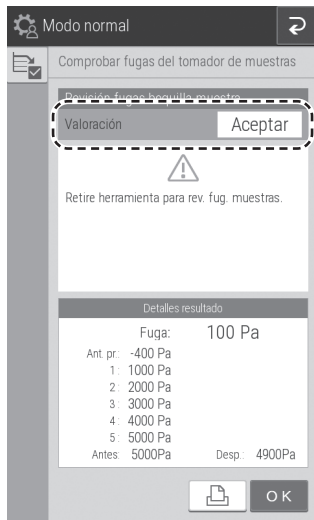 Modo normal
Comprobar fugas del tomador de muestras
Revisión fugas boquilla muestra
Valoración Aceptar
Retire herramienta para rev. fug. muestras.
Detalles resultado
Fuga: 100 Pa
Ant. pr.: -400 Pa
1: 1000 Pa
2: 2000 Pa
3: 3000 Pa
4: 4000 Pa
5: 5000 Pa
Antes: 5000Pa Desp.: 4900Pa
OK